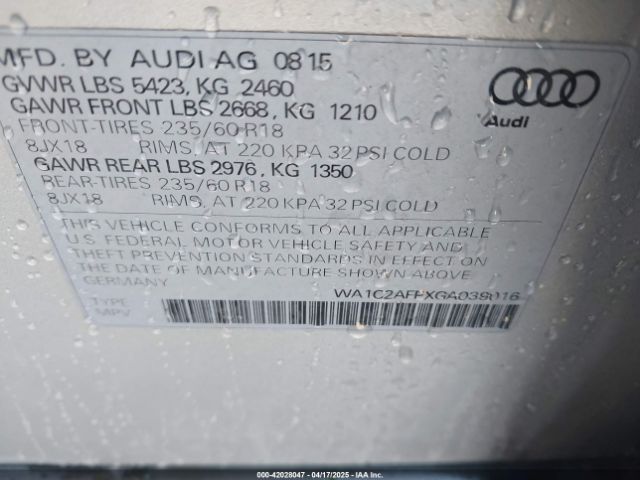 MFD. BY AUDI AG 08 15
GVWR LBS 5423, KG 2460
GAWR FRONT LBS 2668, KG 1210
FRONT-TIRES 235/60 R18
8JX18 RIMS, AT 220 KPA 32 PSI COLD
GAWR REAR LBS 2976, KG 1350
REAR-TIRES 235/60 R18
8JX18 RIMS, AT 220 KPA 32 PSI COLD
Audi
THIS VEHICLE CONFORMS TO ALL APPLICABLE
U.S. FEDERAL MOTOR VEHICLE SAFETY AND
THEFT PREVENTION STANDARDS IN EFFECT ON
THE DATE OF MANUFACTURE SHOWN ABOVE
GERMANY
TYPE:
MPV
000-42028047 - 04/17/2025 - IAA Inc.